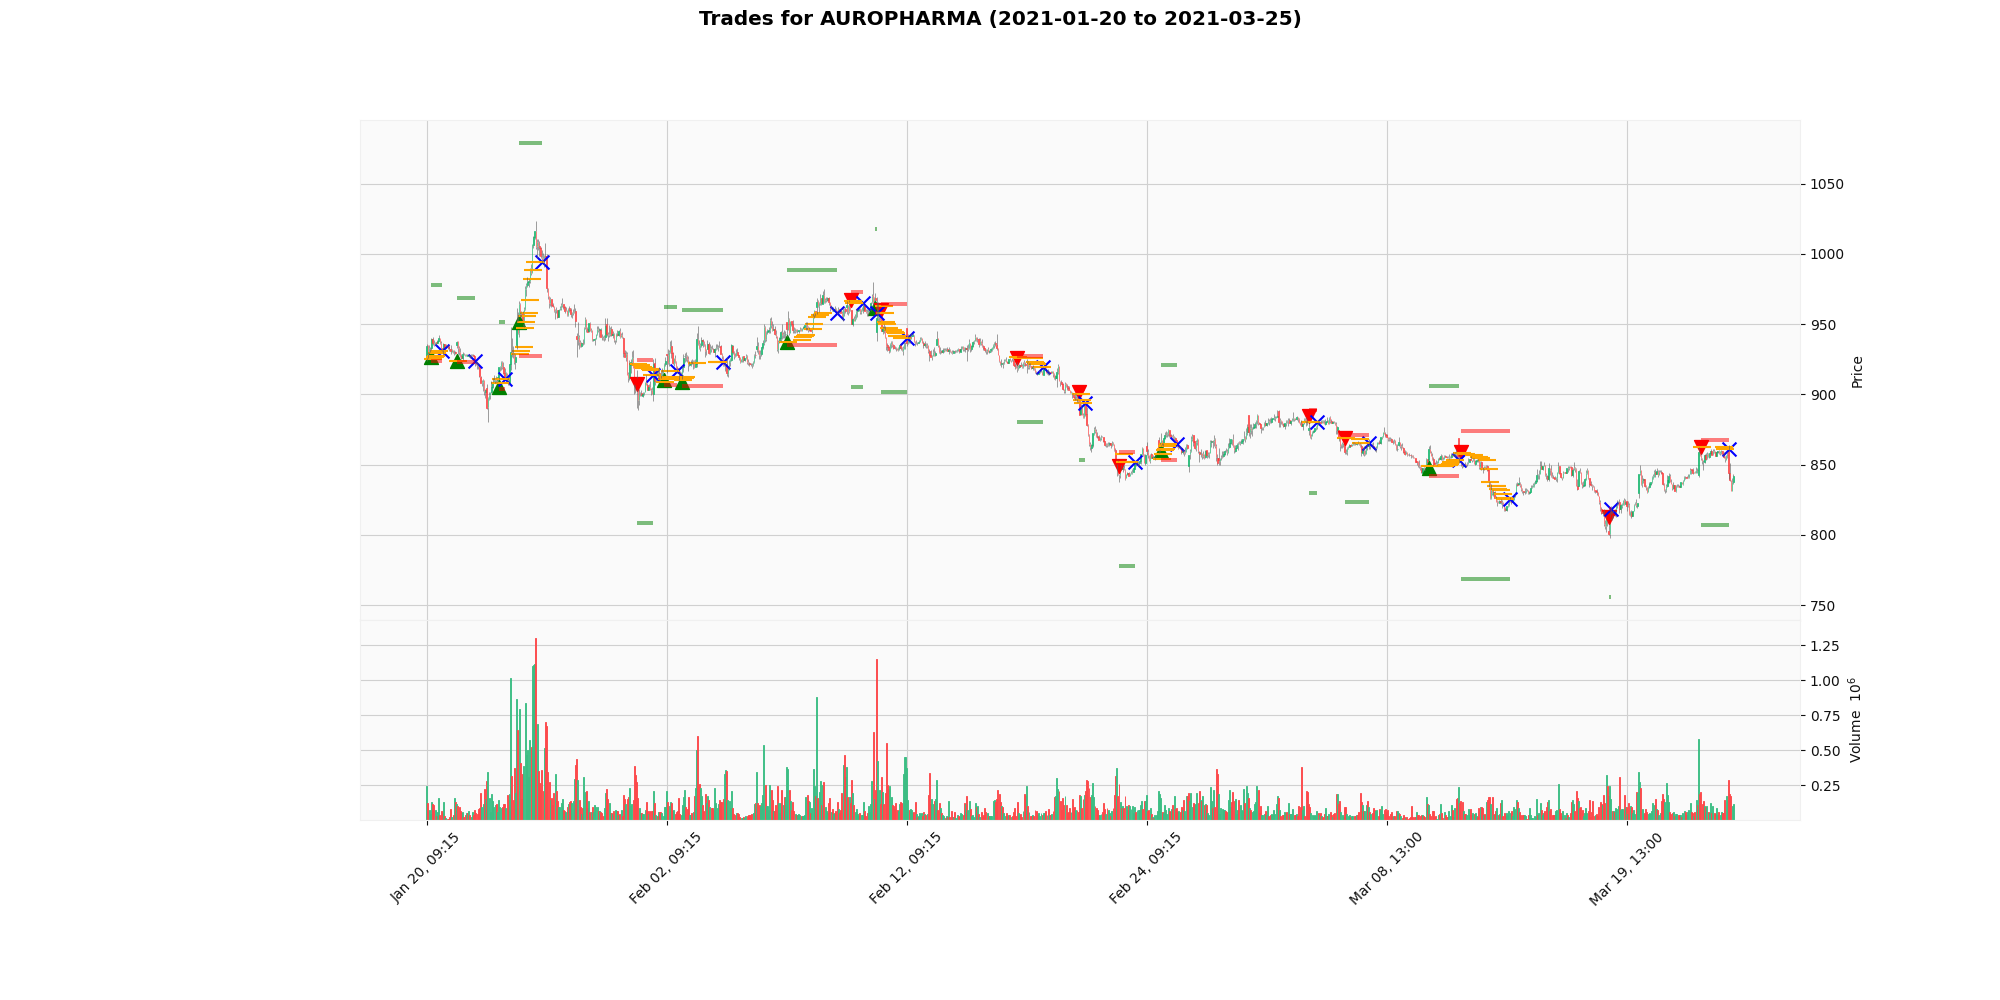 Trades for AUROPHARMA (2021-01-20 to 2021-03-25)
1050
1000
950
900
850
800
750
Price
1.25
1.00
0.75
0.50
0.25
Volume 10^6
Jan 20, 09:15
Feb 02, 09:15
Feb 12, 09:15
Feb 24, 09:15
Mar 08, 13:00
Mar 19, 13:00